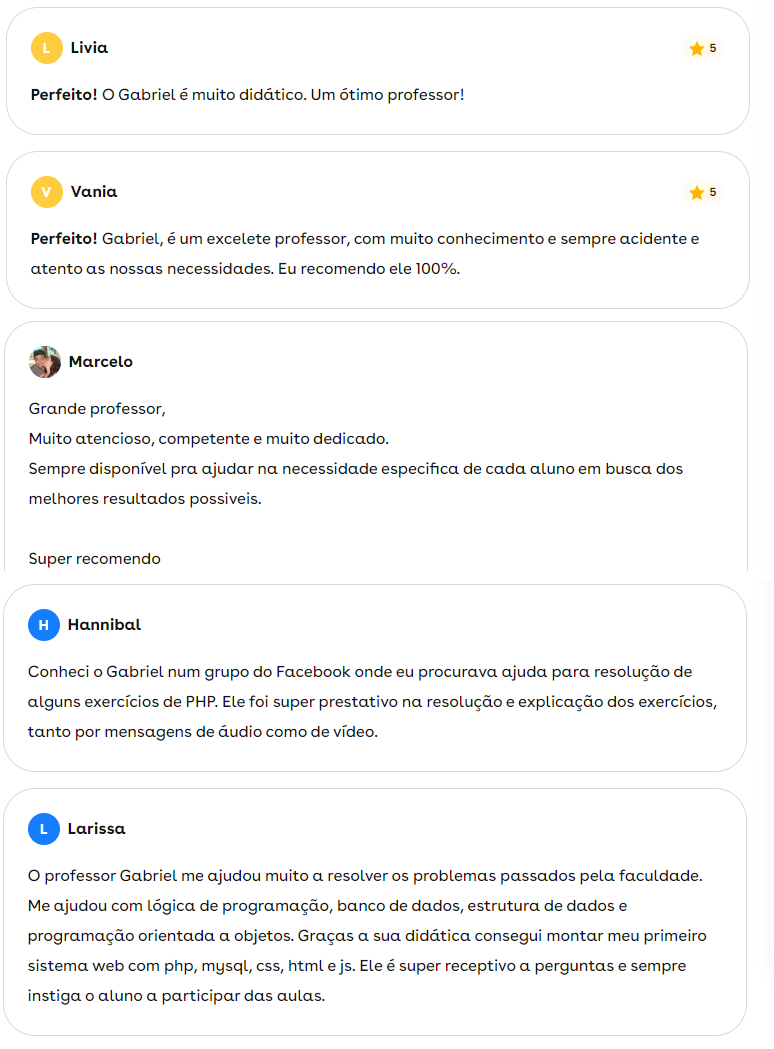 L Livia 5
Perfeito! O Gabriel é muito didático. Um ótimo professor!
V Vania 5
Perfeito! Gabriel, é um excelete professor, com muito conhecimento e sempre acidente e
atento as nossas necessidades. Eu recomendo ele 100%.
Marcelo
Grande professor,
Muito atencioso, competente e muito dedicado.
Sempre disponível pra ajudar na necessidade especifica de cada aluno em busca dos
melhores resultados possiveis.
Super recomendo
H Hannibal
Conheci o Gabriel num grupo do Facebook onde eu procurava ajuda para resolução de
alguns exercícios de PHP. Ele foi super prestativo na resolução e explicação dos exercícios,
tanto por mensagens de áudio como de vídeo.
L Larissa
O professor Gabriel me ajudou muito a resolver os problemas passados pela faculdade.
Me ajudou com lógica de programação, banco de dados, estrutura de dados e
programação orientada a objetos. Graças a sua didática consegui montar meu primeiro
sistema web com php, mysql, css, html e js. Ele é super receptivo a perguntas e sempre
instiga o aluno a participar das aulas.